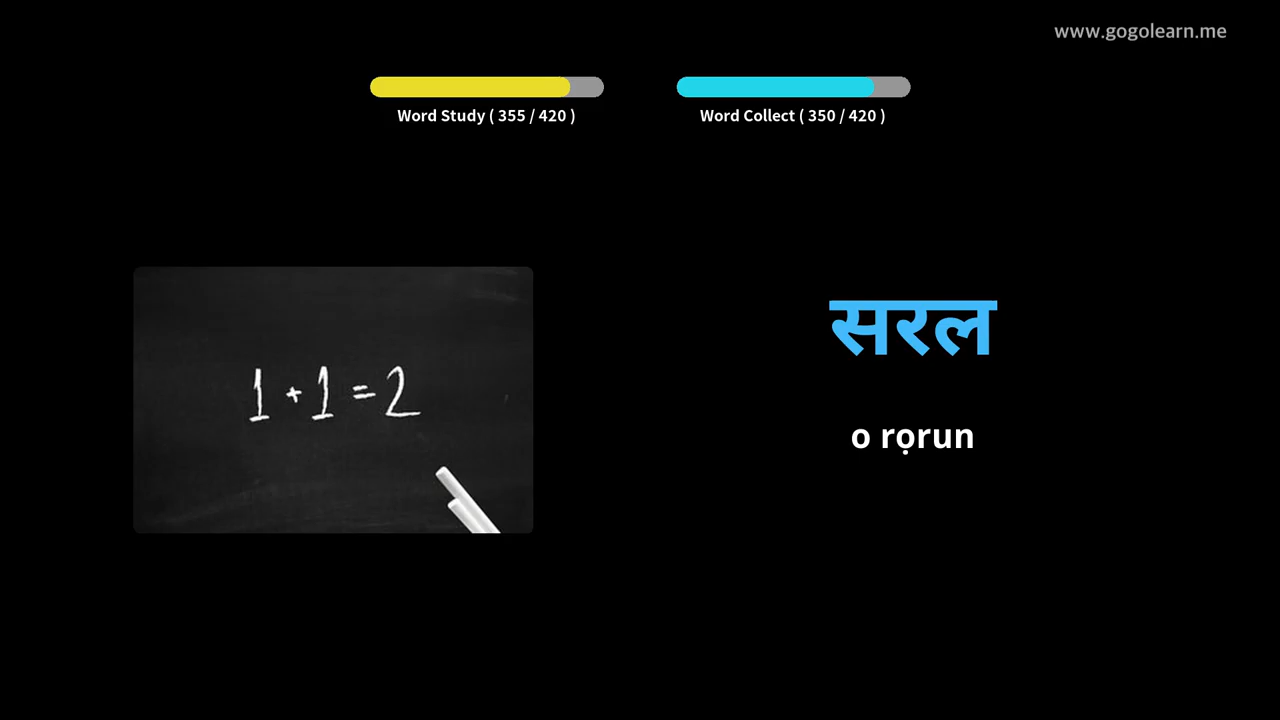 www.gogolearn.me
Word Study ( 355 / 420 )
Word Collect ( 350 / 420 )
1 + 1 = 2
सरल
o rọrun